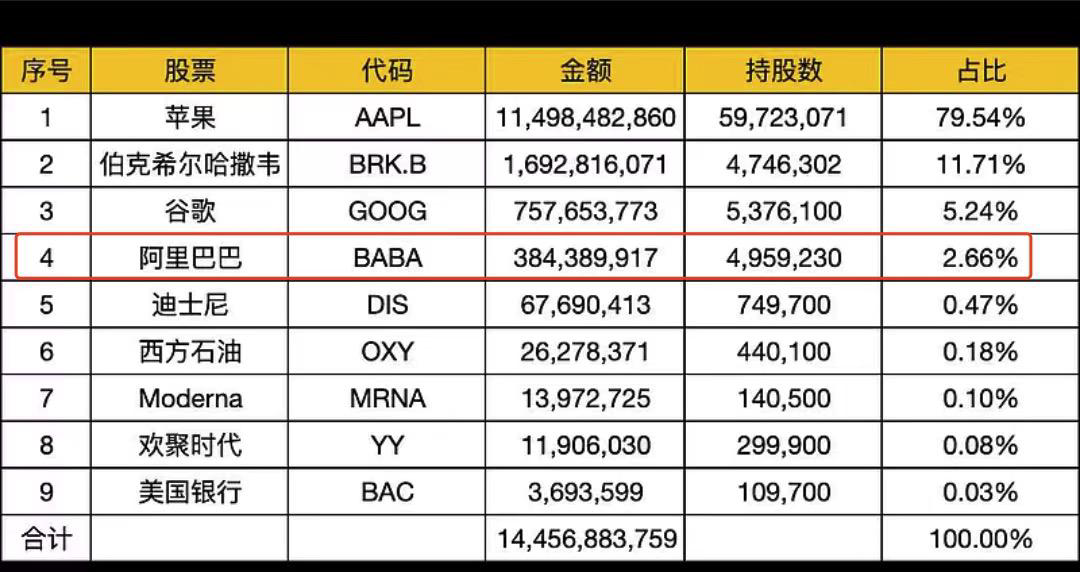 序号 股票 代码 金额 持股数 占比
1 苹果 AAPL 11,498,482,860 59,723,071 79.54%
2 伯克希尔哈撒韦 BRK.B 1,692,816,071 4,746,302 11.71%
3 谷歌 GOOG 757,653,773 5,376,100 5.24%
4 阿里巴巴 BABA 384,389,917 4,959,230 2.66%
5 迪士尼 DIS 67,690,413 749,700 0.47%
6 西方石油 OXY 26,278,371 440,100 0.18%
7 Moderna MRNA 13,972,725 140,500 0.10%
8 欢聚时代 YY 11,906,030 299,900 0.08%
9 美国银行 BAC 3,693,599 109,700 0.03%
合计 14,456,883,759 100.00%